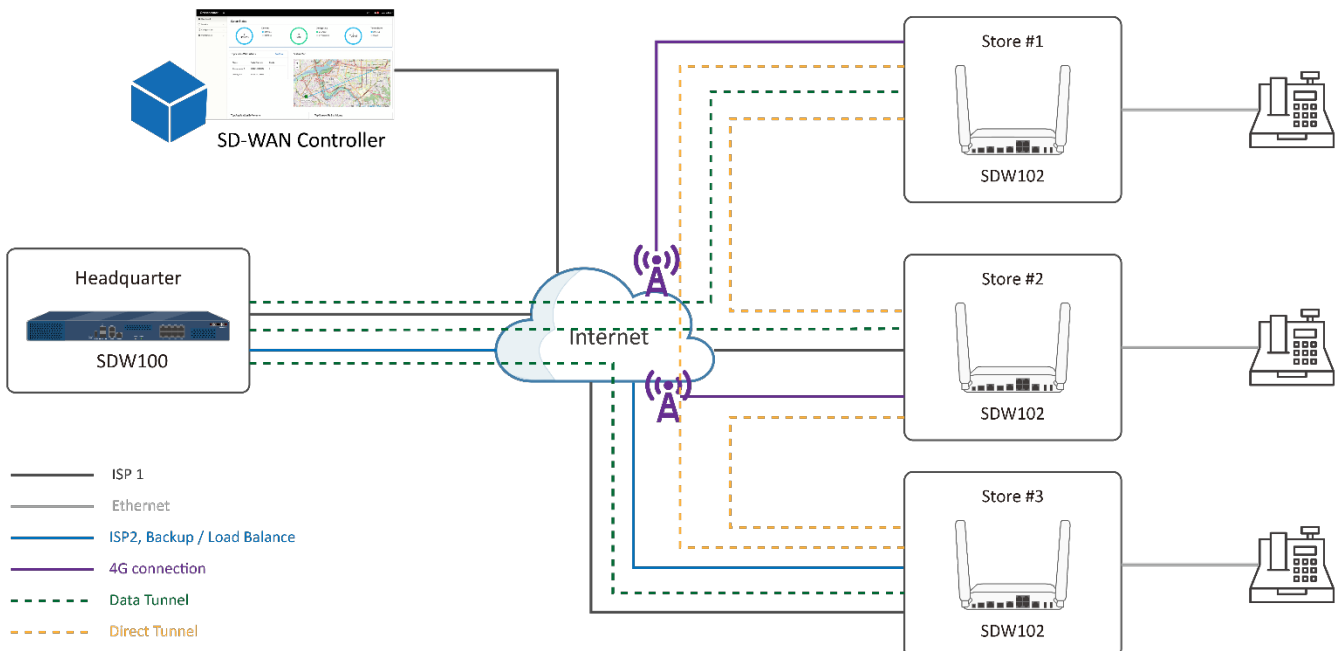 SD-WAN Controller
Headquarter
SDW100
Internet
Store #1
SDW102
Store #2
SDW102
Store #3
SDW102
ISP 1
Ethernet
ISP2, Backup / Load Balance
4G connection
Data Tunnel
Direct Tunnel